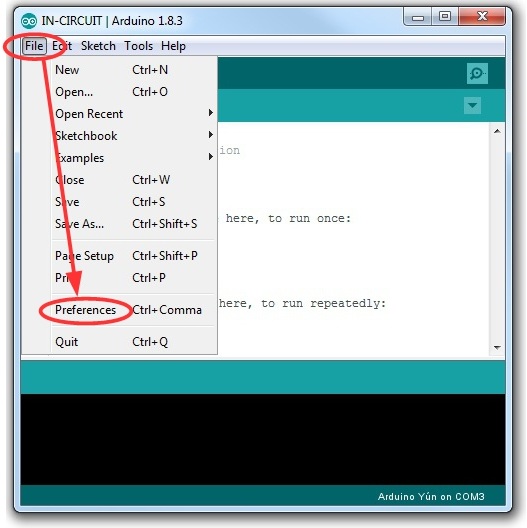 IN-CIRCUIT | Arduino 1.8.3
File Edit Sketch Tools Help
New Ctrl+N
Open... Ctrl+O
Open Recent
Sketchbook
ion
Examples
Close Ctrl+W
Save Ctrl+S
Save As... Ctrl+Shift+S
here, to run once:
Page Setup Ctrl+Shift+P
Print Ctrl+P
Preferences Ctrl+Comma
here, to run repeatedly:
Quit Ctrl+Q
Arduino Yún on COM3